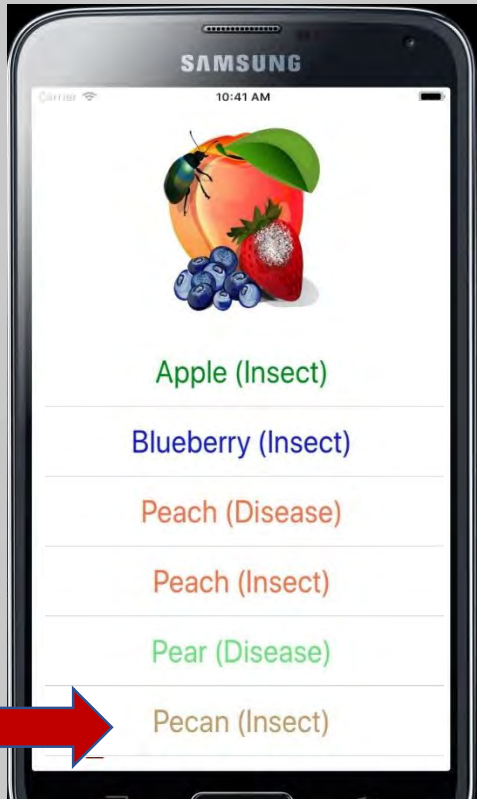 SAMSUNG
Carrier 10:41 AM
Apple (Insect)
Blueberry (Insect)
Peach (Disease)
Peach (Insect)
Pear (Disease)
Pecan (Insect)